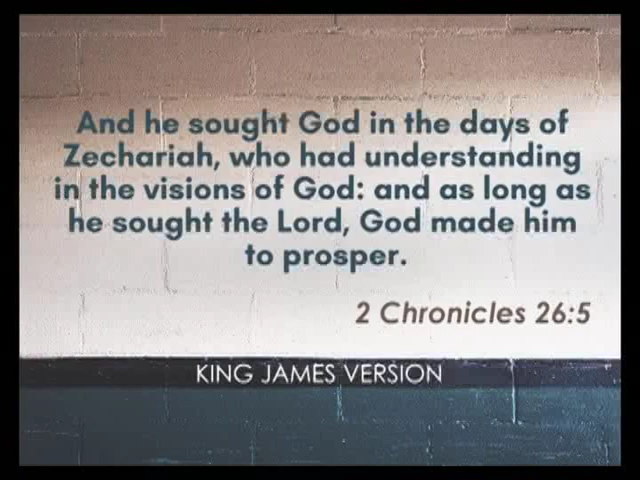 And he sought God in the days of
Zechariah, who had understanding
in the visions of God: and as long as
he sought the Lord, God made him
to prosper.
2 Chronicles 26:5
KING JAMES VERSION